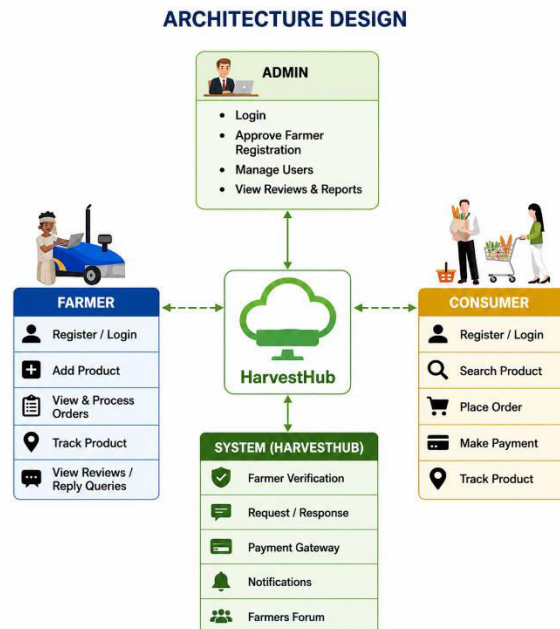 ARCHITECTURE DESIGN
ADMIN
Login
Approve Farmer
Registration
Manage Users
View Reviews & Reports
FARMER
Register / Login
Add Product
View & Process
Orders
Track Product
View Reviews /
Reply Queries
HarvestHub
CONSUMER
Register / Login
Search Product
Place Order
Make Payment
Track Product
SYSTEM (HARVESTHUB)
Farmer Verification
Request / Response
Payment Gateway
Notifications
Farmers Forum